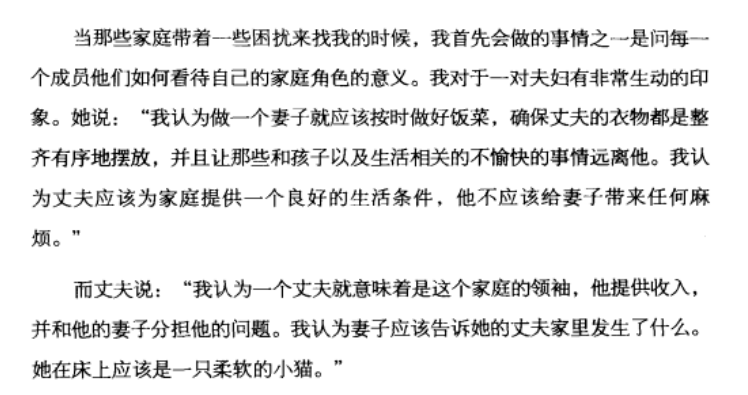 当那些家庭带着一些困扰来找我的时候，我首先会做的事情之一是问每一
个成员他们如何看待自己的家庭角色的意义。我对于一对夫妇有非常生动的印
象。她说：“我认为做一个妻子就应该按时做好饭菜，确保丈夫的衣物都是整
齐有序地摆放，并且让那些和孩子以及生活相关的不愉快的事情远离他。我认
为丈夫应该为家庭提供一个良好的生活条件，他不应该给妻子带来任何麻
烦。”
而丈夫说：“我认为一个丈夫就意味着是这个家庭的领袖，他提供收入，
并和他的妻子分担他的问题。我认为妻子应该告诉她的丈夫家里发生了什么。
她在床上应该是一只柔软的小猫。”